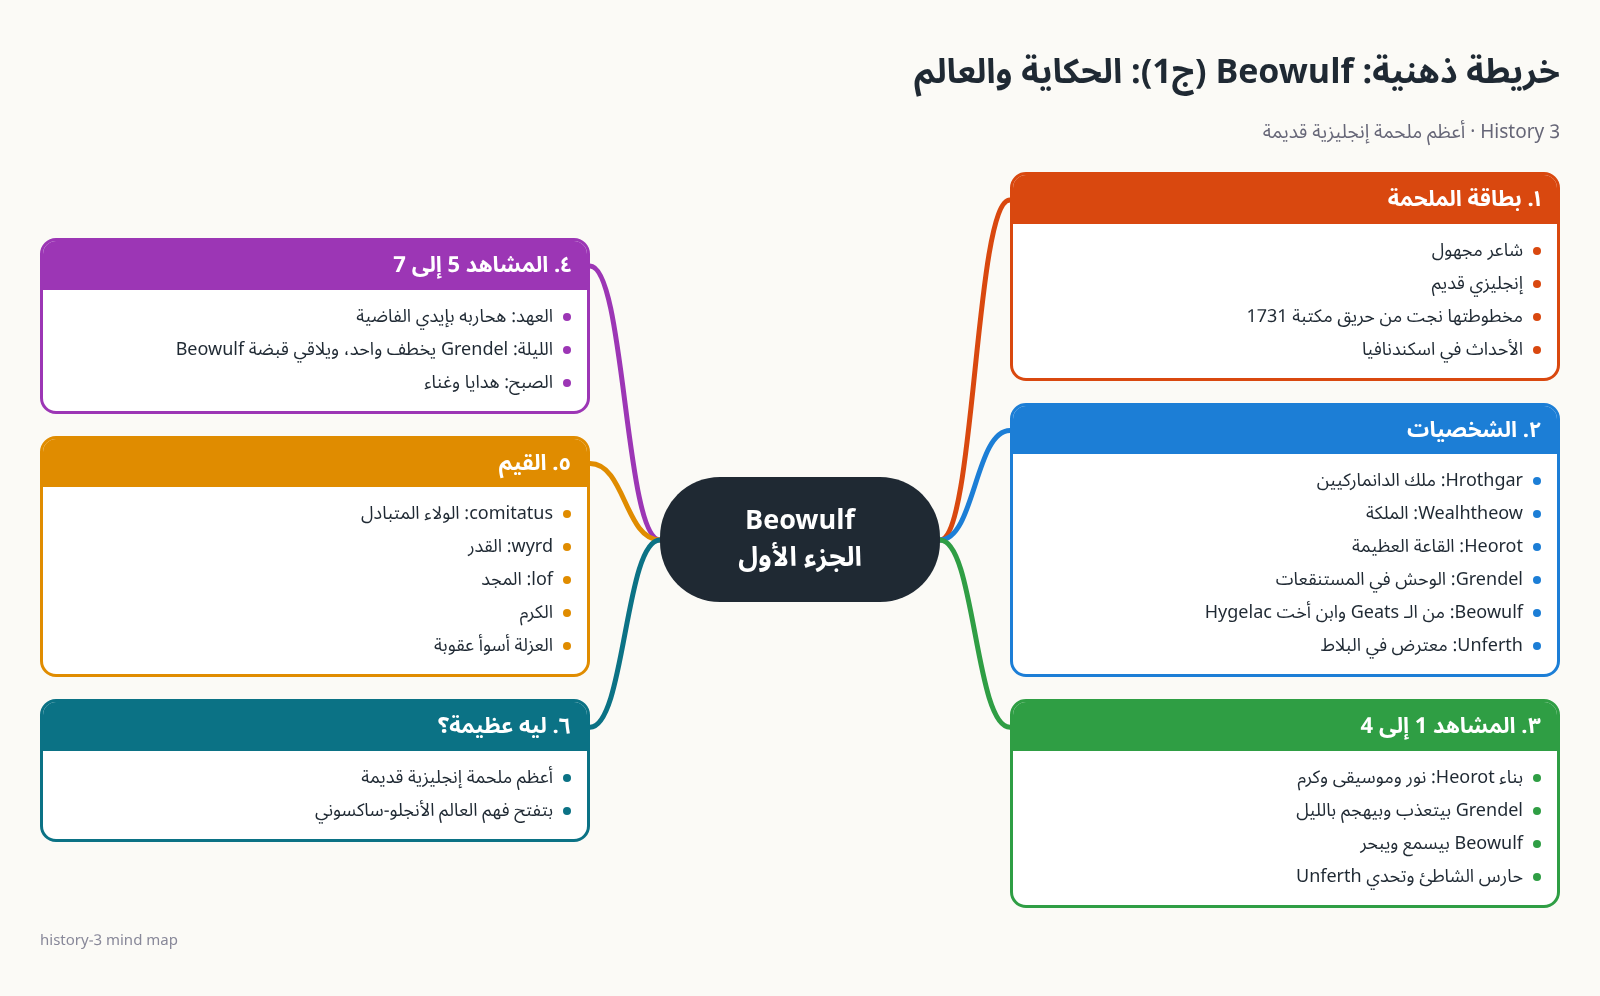 خريطة ذهنية: Beowulf (ج1): الحكاية والعالم
History 3 · أعظم ملحمة إنجليزية قديمة
١. بطاقة الملحمة
شاعر مجهول
إنجليزي قديم
مخطوطتها نجت من حريق مكتبة 1731
الأحداث في اسكندنافيا
٢. الشخصيات
Hrothgar: ملك الدانماركيين
Wealhtheow: الملكة
Heorot: القاعة العظيمة
Grendel: الوحش في المستنقعات
Beowulf: من الـ Geats وابن أخت Hygelac
Unferth: معترض في البلاط
٣. المشاهد 1 إلى 4
بناء Heorot: نور وموسيقى وكرم
Grendel بيتعذب وبيهجم بالليل
Beowulf بيسمع ويبحر
حارس الشاطئ وتحدي Unferth
Beowulf
الجزء الأول
٤. المشاهد 5 إلى 7
العهد: هحاربه بإيدي الفاضية
الليلة: Grendel يخطف واحد، ويلاقي قبضة Beowulf
الصبح: هدايا وغناء
٥. القيم
comitatus: الولاء المتبادل
wyrd: القدر
lof: المجد
الكرم
العزلة أسوأ عقوبة
٦. ليه عظيمة؟
أعظم ملحمة إنجليزية قديمة
بتفتح فهم العالم الأنجلو-ساكسوني
history-3 mind map